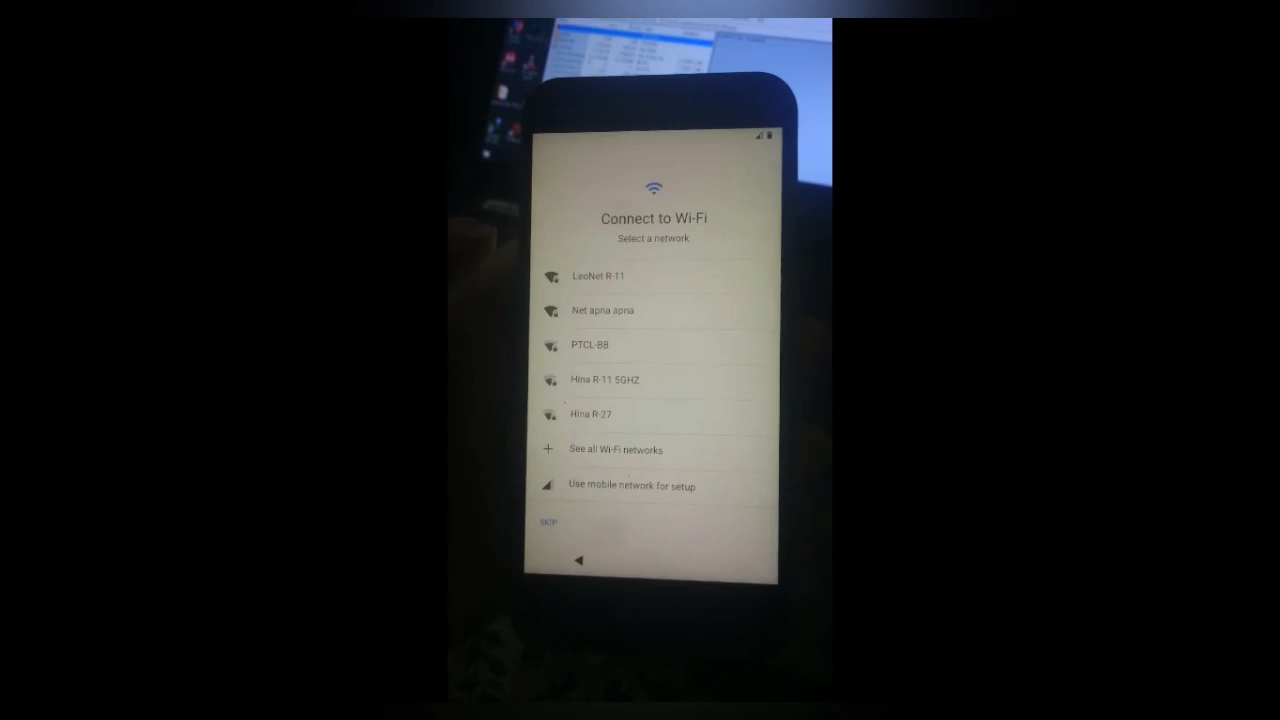 Connect to Wi-Fi
Select a network
LeoNet R-11
Net apna apna
PTCL-BB
Hina R-11 5GHZ
Hina R-27
See all Wi-Fi networks
Use mobile network for setup
SKIP